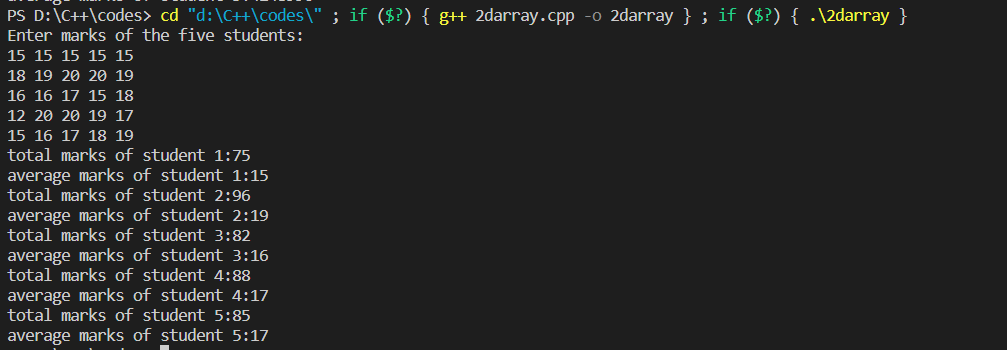 PS D:\C++\codes> cd "d:\C++\codes\" ; if ($?) { g++ 2darray.cpp -o 2darray } ; if ($?) { .\2darray }
Enter marks of the five students:
15 15 15 15 15
18 19 20 20 19
16 16 17 15 18
12 20 20 19 17
15 16 17 18 19
total marks of student 1:75
average marks of student 1:15
total marks of student 2:96
average marks of student 2:19
total marks of student 3:82
average marks of student 3:16
total marks of student 4:88
average marks of student 4:17
total marks of student 5:85
average marks of student 5:17